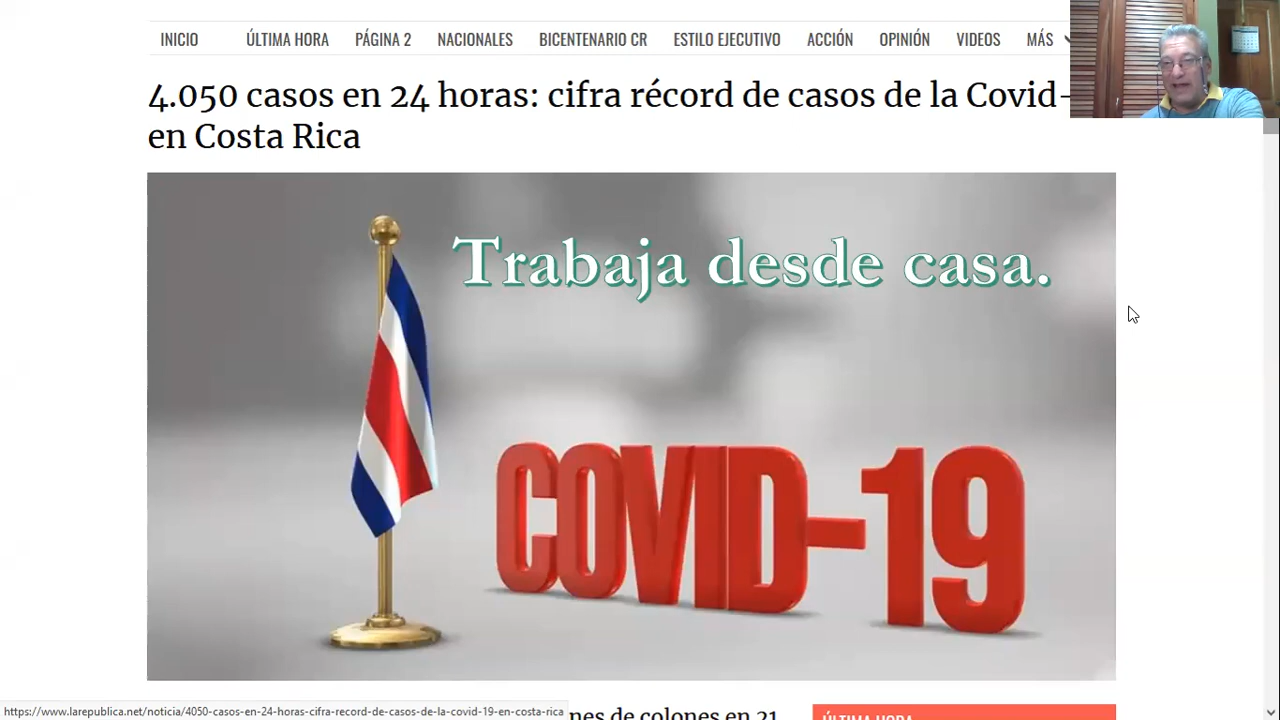 INICIO ÚLTIMA HORA PÁGINA 2 NACIONALES BICENTENARIO CR ESTILO EJECUTIVO ACCIÓN OPINIÓN VIDEOS MÁS
4.050 casos en 24 horas: cifra récord de casos de la Covid-
en Costa Rica
Trabaja desde casa.
COVID-19
https://www.larepublica.net/noticia/4050-casos-en-24-horas-cifra-record-de-casos-de-la-covid-19-en-costa-rica
nes de colones en 21
ÚLTIMA HORA